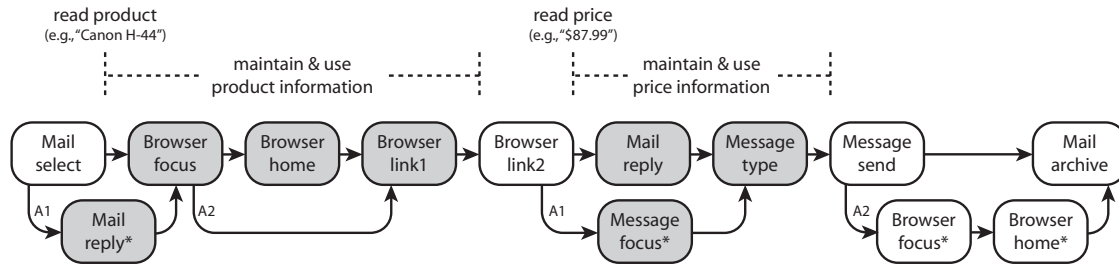 read product
(e.g., “Canon H-44”)
read price
(e.g., “$87.99”)
maintain & use
product information
maintain & use
price information
Mail
select
Browser
focus
Browser
home
Browser
link1
Browser
link2
Mail
reply
Message
type
Message
send
Mail
archive
A1
Mail
reply*
A2
A1
Message
focus*
A2
Browser
focus*
Browser
home*